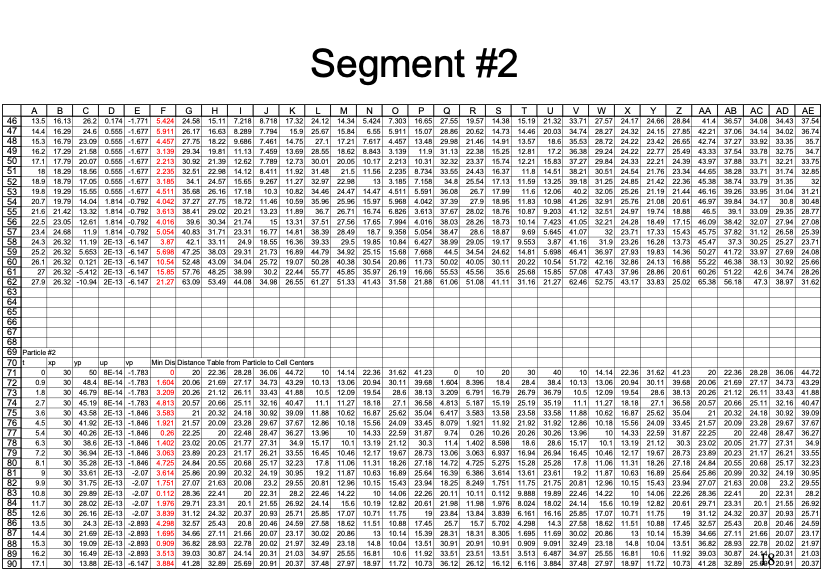 Segment #2
A B C D E F G H I J K L M N O P Q R S T U V W X Y Z AA AB AC AD AE
46 13.5 16.13 26.2 0.174 -1.771 5.424 24.58 15.11 7.218 8.718 17.32 24.12 14.34 5.424 7.303 16.65 27.55 19.57 14.38 15.19 21.32 33.71 27.57 24.17 24.66 28.84 41.4 36.57 34.08 34.43 37.54
47 14.4 16.29 24.6 0.555 -1.777 5.911 26.17 16.63 8.289 7.794 15.9 25.67 15.84 6.55 5.911 15.07 28.86 20.62 14.73 14.46 20.03 34.74 28.27 24.32 24.15 27.85 42.21 37.06 34.14 34.02 36.74
48 15.3 16.79 23.09 0.555 -1.777 4.457 27.75 18.22 9.686 7.461 14.75 27.1 17.21 7.617 4.457 13.48 29.98 21.46 14.91 13.57 18.6 35.53 28.72 24.22 23.42 26.65 42.74 37.27 33.92 33.35 35.7
49 16.2 17.29 21.58 0.555 -1.777 3.139 29.34 19.81 11.13 7.459 13.69 28.55 18.62 8.843 3.139 11.9 31.13 22.38 15.25 12.81 17.2 36.38 29.24 24.22 22.77 25.49 43.33 37.54 33.78 32.75 34.7
50 17.1 17.79 20.07 0.555 -1.777 2.213 30.92 21.39 12.62 7.789 12.73 30.01 20.05 10.17 2.213 10.31 32.32 23.37 15.74 12.21 15.83 37.27 29.84 24.33 22.21 24.39 43.97 37.88 33.71 32.21 33.75
51 18 18.29 18.56 0.555 -1.777 2.235 32.51 22.98 14.12 8.411 11.92 31.48 21.5 11.56 2.235 8.734 33.55 24.43 16.37 11.8 14.51 38.21 30.51 24.54 21.76 23.34 44.65 38.28 33.71 31.74 32.85
52 18.9 18.79 17.05 0.555 -1.777 3.185 34.1 24.57 15.65 9.267 11.27 32.97 22.98 13 3.185 7.158 34.8 25.54 17.13 11.59 13.25 39.18 31.25 24.85 21.42 22.36 45.38 38.74 33.79 31.35 32
53 19.8 19.29 15.55 0.555 -1.777 4.511 35.68 26.16 17.18 10.3 10.82 34.46 24.47 14.47 4.511 5.591 36.08 26.7 17.99 11.6 12.06 40.2 32.05 25.26 21.19 21.44 46.16 39.26 33.95 31.04 31.21
54 20.7 19.79 14.04 1.814 -0.792 4.042 37.27 27.75 18.72 11.46 10.59 35.96 25.96 15.97 5.968 4.042 37.39 27.9 18.95 11.83 10.98 41.26 32.91 25.76 21.08 20.61 46.97 39.84 34.17 30.8 30.48
55 21.6 21.42 13.32 1.814 -0.792 3.613 38.41 29.02 20.21 13.23 11.89 36.7 26.71 16.74 6.826 3.613 37.67 28.02 18.76 10.87 9.203 41.12 32.51 24.97 19.74 18.88 46.5 39.1 33.09 29.35 28.77
56 22.5 23.05 12.61 1.814 -0.792 4.016 39.6 30.34 21.74 15 13.31 37.51 27.56 17.65 7.994 4.016 38.03 28.26 18.73 10.14 7.423 41.05 32.21 24.28 18.49 17.15 46.09 38.42 32.07 27.94 27.08
57 23.4 24.68 11.9 1.814 -0.792 5.054 40.83 31.71 23.31 16.77 14.81 38.39 28.49 18.7 9.358 5.054 38.47 28.6 18.87 9.69 5.645 41.07 32 23.71 17.33 15.43 45.75 37.82 31.12 26.58 25.39
58 24.3 26.32 11.19 2E-13 -6.147 3.87 42.1 33.11 24.9 18.55 16.36 39.33 29.5 19.85 10.84 6.427 38.99 29.05 19.17 9.553 3.87 41.16 31.9 23.26 16.28 13.73 45.47 37.3 30.25 25.27 23.71
59 25.2 26.32 5.653 2E-13 -6.147 5.698 47.25 38.03 29.31 21.73 16.89 44.79 34.92 25.15 15.68 7.668 44.5 34.54 24.62 14.81 5.698 46.41 36.97 27.93 19.83 14.36 50.27 41.72 33.97 27.69 24.08
60 26.1 26.32 0.121 2E-13 -6.147 10.54 52.48 43.09 34.04 25.72 19.07 50.28 40.38 30.54 20.86 11.73 50.02 40.05 30.11 20.22 10.54 51.72 42.16 32.86 24.13 16.88 55.22 46.38 38.13 30.92 25.66
61 27 26.32 -5.412 2E-13 -6.147 15.85 57.76 48.25 38.99 30.2 22.44 55.77 45.85 35.97 26.19 16.66 55.53 45.56 35.6 25.68 15.85 57.08 47.43 37.96 28.86 20.61 60.26 51.22 42.6 34.74 28.26
62 27.9 26.32 -10.94 2E-13 -6.147 21.27 63.09 53.49 44.08 34.98 26.55 61.27 51.33 41.43 31.58 21.88 61.06 51.08 41.11 31.16 21.27 62.46 52.75 43.17 33.83 25.02 65.38 56.18 47.3 38.97 31.62
63
64
65
66
67
68
69 Particle #2
70 t xp yp up vp Min Dis Distance Table from Particle to Cell Centers
71 0 30 50 8E-14 -1.783 0 20 22.36 28.28 36.06 44.72 10 14.14 22.36 31.62 41.23 0 10 20 30 40 10 14.14 22.36 31.62 41.23 20 22.36 28.28 36.06 44.72
72 0.9 30 48.4 8E-14 -1.783 1.604 20.06 21.69 27.17 34.73 43.29 10.13 13.06 20.94 30.11 39.68 1.604 8.396 18.4 28.4 38.4 10.13 13.06 20.94 30.11 39.68 20.06 21.69 27.17 34.73 43.29
73 1.8 30 46.79 8E-14 -1.783 3.209 20.26 21.12 26.11 33.43 41.88 10.5 12.09 19.54 28.6 38.13 3.209 6.791 16.79 26.79 36.79 10.5 12.09 19.54 28.6 38.13 20.26 21.12 26.11 33.43 41.88
74 2.7 30 45.19 8E-14 -1.783 4.813 20.57 20.66 25.11 32.16 40.47 11.1 11.27 18.18 27.1 36.58 4.813 5.187 15.19 25.19 35.19 11.1 11.27 18.18 27.1 36.58 20.57 20.66 25.11 32.16 40.47
75 3.6 30 43.58 2E-13 -1.846 3.583 21 20.32 24.18 30.92 39.09 11.88 10.62 16.87 25.62 35.04 6.417 3.583 13.58 23.58 33.58 11.88 10.62 16.87 25.62 35.04 21 20.32 24.18 30.92 39.09
76 4.5 30 41.92 2E-13 -1.846 1.921 21.57 20.09 23.28 29.67 37.67 12.86 10.18 15.56 24.09 33.45 8.079 1.921 11.92 21.92 31.92 12.86 10.18 15.56 24.09 33.45 21.57 20.09 23.28 29.67 37.67
77 5.4 30 40.26 2E-13 -1.846 0.26 22.25 20 22.48 28.47 36.27 13.96 10 14.33 22.59 31.87 9.74 0.26 10.26 20.26 30.26 13.96 10 14.33 22.59 31.87 22.25 20 22.48 28.47 36.27
78 6.3 30 38.6 2E-13 -1.846 1.402 23.02 20.05 21.77 27.31 34.9 15.17 10.1 13.19 21.12 30.3 11.4 1.402 8.598 18.6 28.6 15.17 10.1 13.19 21.12 30.3 23.02 20.05 21.77 27.31 34.9
79 7.2 30 36.94 2E-13 -1.846 3.063 23.89 20.23 21.17 26.21 33.55 16.45 10.46 12.17 19.67 28.73 13.06 3.063 6.937 16.94 26.94 16.45 10.46 12.17 19.67 28.73 23.89 20.23 21.17 26.21 33.55
80 8.1 30 35.28 2E-13 -1.846 4.725 24.84 20.55 20.68 25.17 32.23 17.8 11.06 11.31 18.26 27.18 14.72 4.725 5.275 15.28 25.28 17.8 11.06 11.31 18.26 27.18 24.84 20.55 20.68 25.17 32.23
81 9 30 33.61 2E-13 -2.07 3.614 25.86 20.99 20.32 24.19 30.95 19.2 11.87 10.63 16.89 25.64 16.39 6.386 3.614 13.61 23.61 19.2 11.87 10.63 16.89 25.64 25.86 20.99 20.32 24.19 30.95
82 9.9 30 31.75 2E-13 -2.07 1.751 27.07 21.63 20.08 23.2 29.55 20.81 12.96 10.15 15.43 23.94 18.25 8.249 1.751 11.75 21.75 20.81 12.96 10.15 15.43 23.94 27.07 21.63 20.08 23.2 29.55
83 10.8 30 29.89 2E-13 -2.07 0.112 28.36 22.41 20 22.31 28.2 22.46 14.22 10 14.06 22.26 20.11 10.11 0.112 9.888 19.89 22.46 14.22 10 14.06 22.26 28.36 22.41 20 22.31 28.2
84 11.7 30 28.02 2E-13 -2.07 1.976 29.71 23.31 20.1 21.55 26.92 24.14 15.6 10.19 12.82 20.61 21.98 11.98 1.976 8.024 18.02 24.14 15.6 10.19 12.82 20.61 29.71 23.31 20.1 21.55 26.92
85 12.6 30 26.16 2E-13 -2.07 3.839 31.12 24.32 20.37 20.93 25.71 25.85 17.07 10.71 11.75 19 23.84 13.84 3.839 6.161 16.16 25.85 17.07 10.71 11.75 19 31.12 24.32 20.37 20.93 25.71
86 13.5 30 24.3 2E-13 -2.893 4.298 32.57 25.43 20.8 20.46 24.59 27.58 18.62 11.51 10.88 17.45 25.7 15.7 5.702 4.298 14.3 27.58 18.62 11.51 10.88 17.45 32.57 25.43 20.8 20.46 24.59
87 14.4 30 21.69 2E-13 -2.893 1.695 34.66 27.11 21.66 20.07 23.17 30.02 20.86 13 10.14 15.39 28.31 18.31 8.305 1.695 11.69 30.02 20.86 13 10.14 15.39 34.66 27.11 21.66 20.07 23.17
88 15.3 30 19.09 2E-13 -2.893 0.909 36.82 28.93 22.78 20.02 21.97 32.49 23.18 14.8 10.04 13.51 30.91 20.91 10.91 0.909 9.091 32.49 23.18 14.8 10.04 13.51 36.82 28.93 22.78 20.02 21.97
89 16.2 30 16.49 2E-13 -2.893 3.513 39.03 30.87 24.14 20.31 21.03 34.97 25.55 16.81 10.6 11.92 33.51 23.51 13.51 3.513 6.487 34.97 25.55 16.81 10.6 11.92 39.03 30.87 24.14 20.31 21.03
90 17.1 30 13.88 2E-13 -6.147 3.884 41.28 32.89 25.69 20.91 20.37 37.48 27.97 18.97 11.72 10.73 36.12 26.12 16.12 6.116 3.884 37.48 27.97 18.97 11.72 10.73 41.28 32.89 25.69 20.91 20.37
18